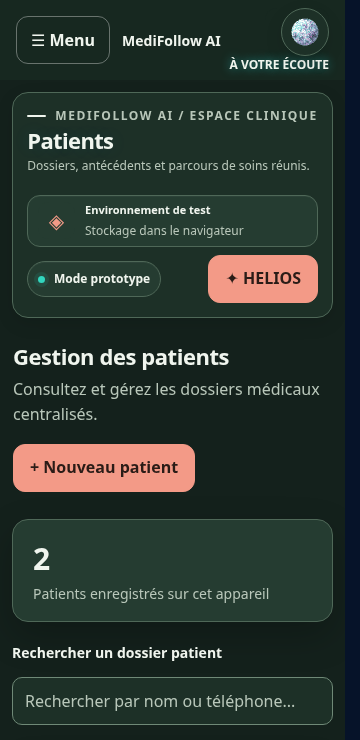 ☰ Menu
MediFollow AI
À VOTRE ÉCOUTE
MEDIFOLLOW AI / ESPACE CLINIQUE
Patients
Dossiers, antécédents et parcours de soins réunis.
Environnement de test
Stockage dans le navigateur
Mode prototype
✦ HELIOS
Gestion des patients
Consultez et gérez les dossiers médicaux
centralisés.
+ Nouveau patient
2
Patients enregistrés sur cet appareil
Rechercher un dossier patient
Rechercher par nom ou téléphone...